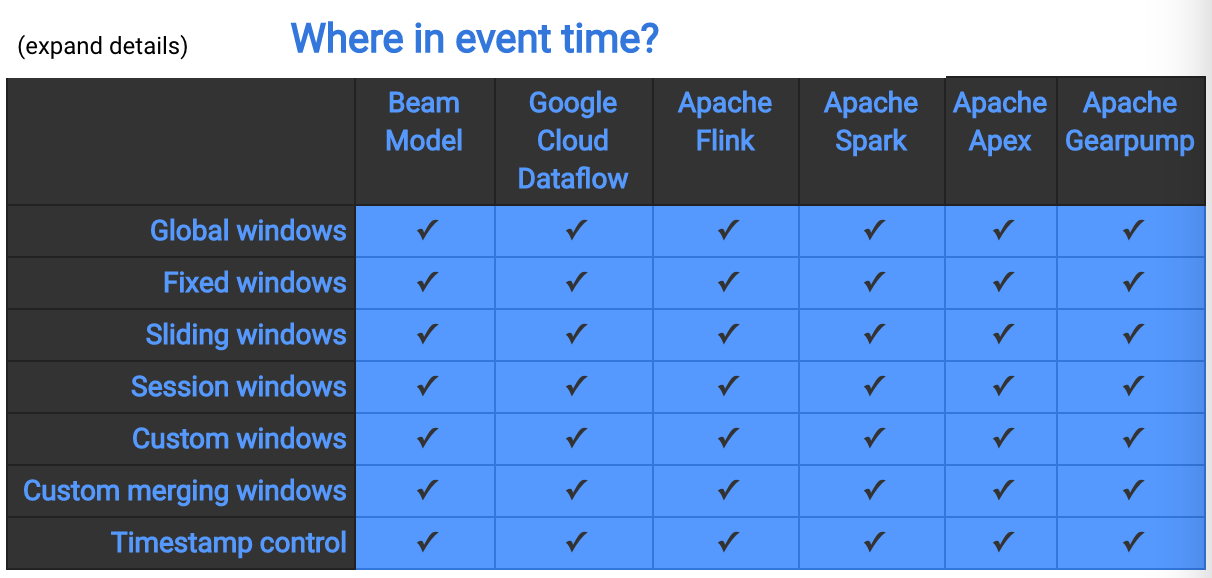 (expand details) Where in event time?
Beam Model Google Cloud Dataflow Apache Flink Apache Spark Apache Apex Apache Gearpump
Global windows ✓ ✓ ✓ ✓ ✓ ✓
Fixed windows ✓ ✓ ✓ ✓ ✓ ✓
Sliding windows ✓ ✓ ✓ ✓ ✓ ✓
Session windows ✓ ✓ ✓ ✓ ✓ ✓
Custom windows ✓ ✓ ✓ ✓ ✓ ✓
Custom merging windows ✓ ✓ ✓ ✓ ✓ ✓
Timestamp control ✓ ✓ ✓ ✓ ✓ ✓